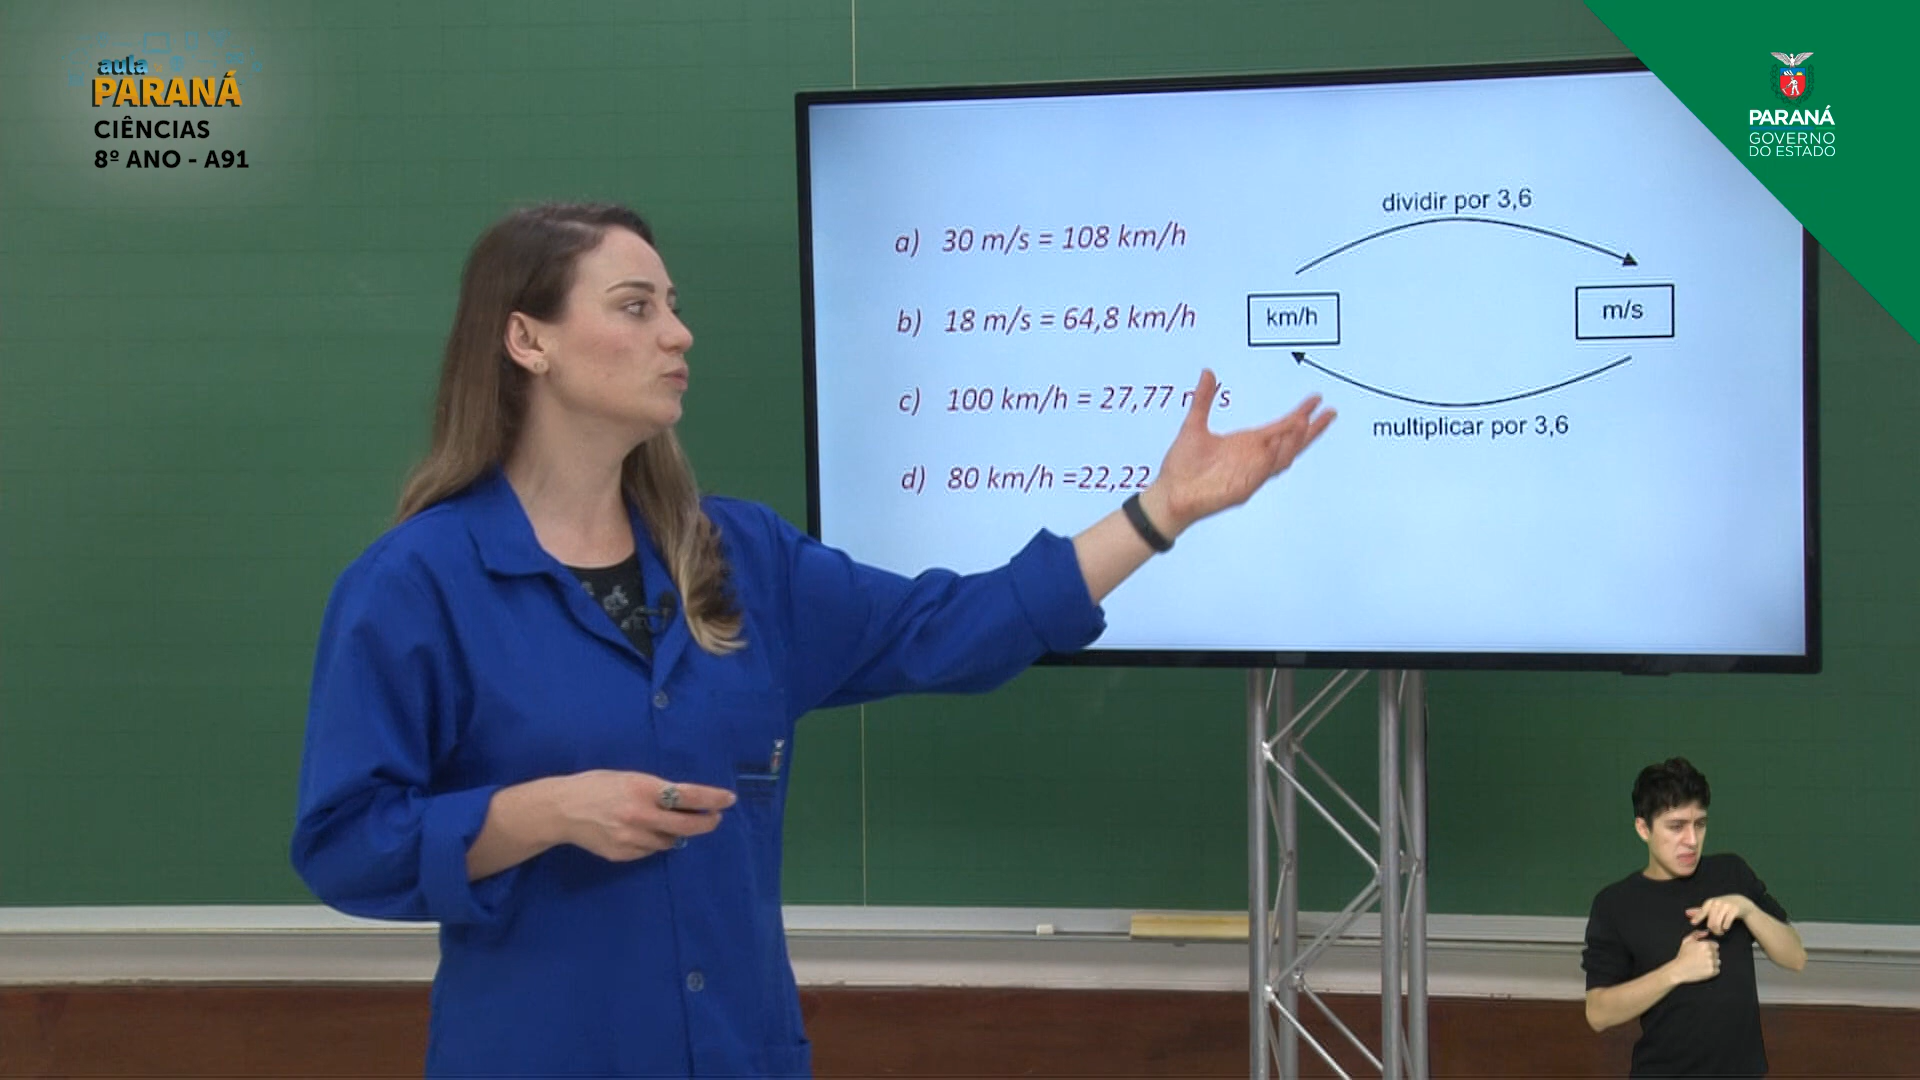 aula
PARANÁ
CIÊNCIAS
8º ANO - A91
PARANÁ
GOVERNO
DO ESTADO
a) 30 m/s = 108 km/h
b) 18 m/s = 64,8 km/h
c) 100 km/h = 27,77 m/s
d) 80 km/h =22,22
dividir por 3,6
km/h
m/s
multiplicar por 3,6